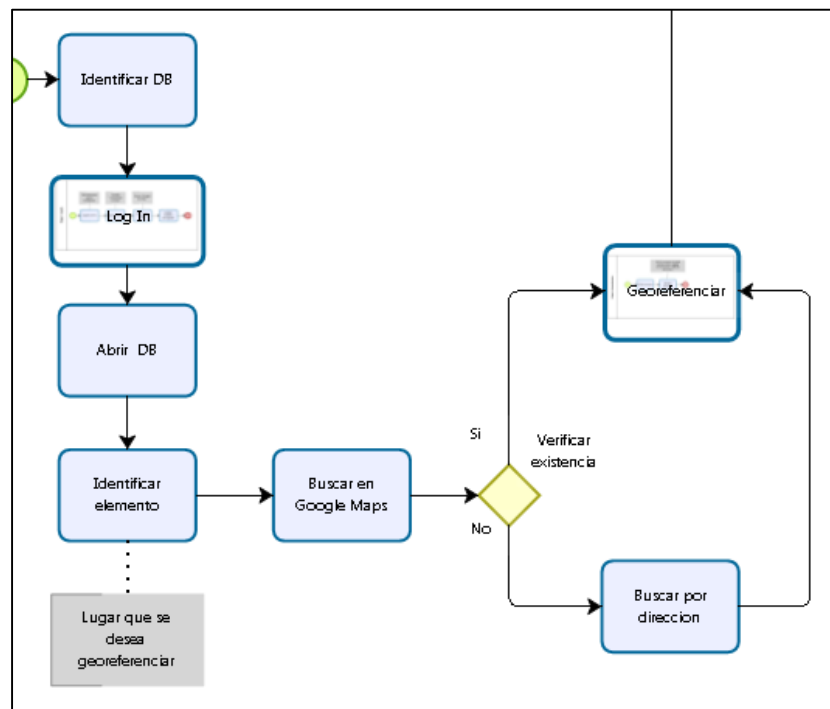 Identificar DB
Log In
Abrir DB
Identificar
elemento
Lugar que se
desea
georeferenciar
Buscar en
Google Maps
Si
Verificar
existencia
No
Georeferenciar
Buscar por
direccion